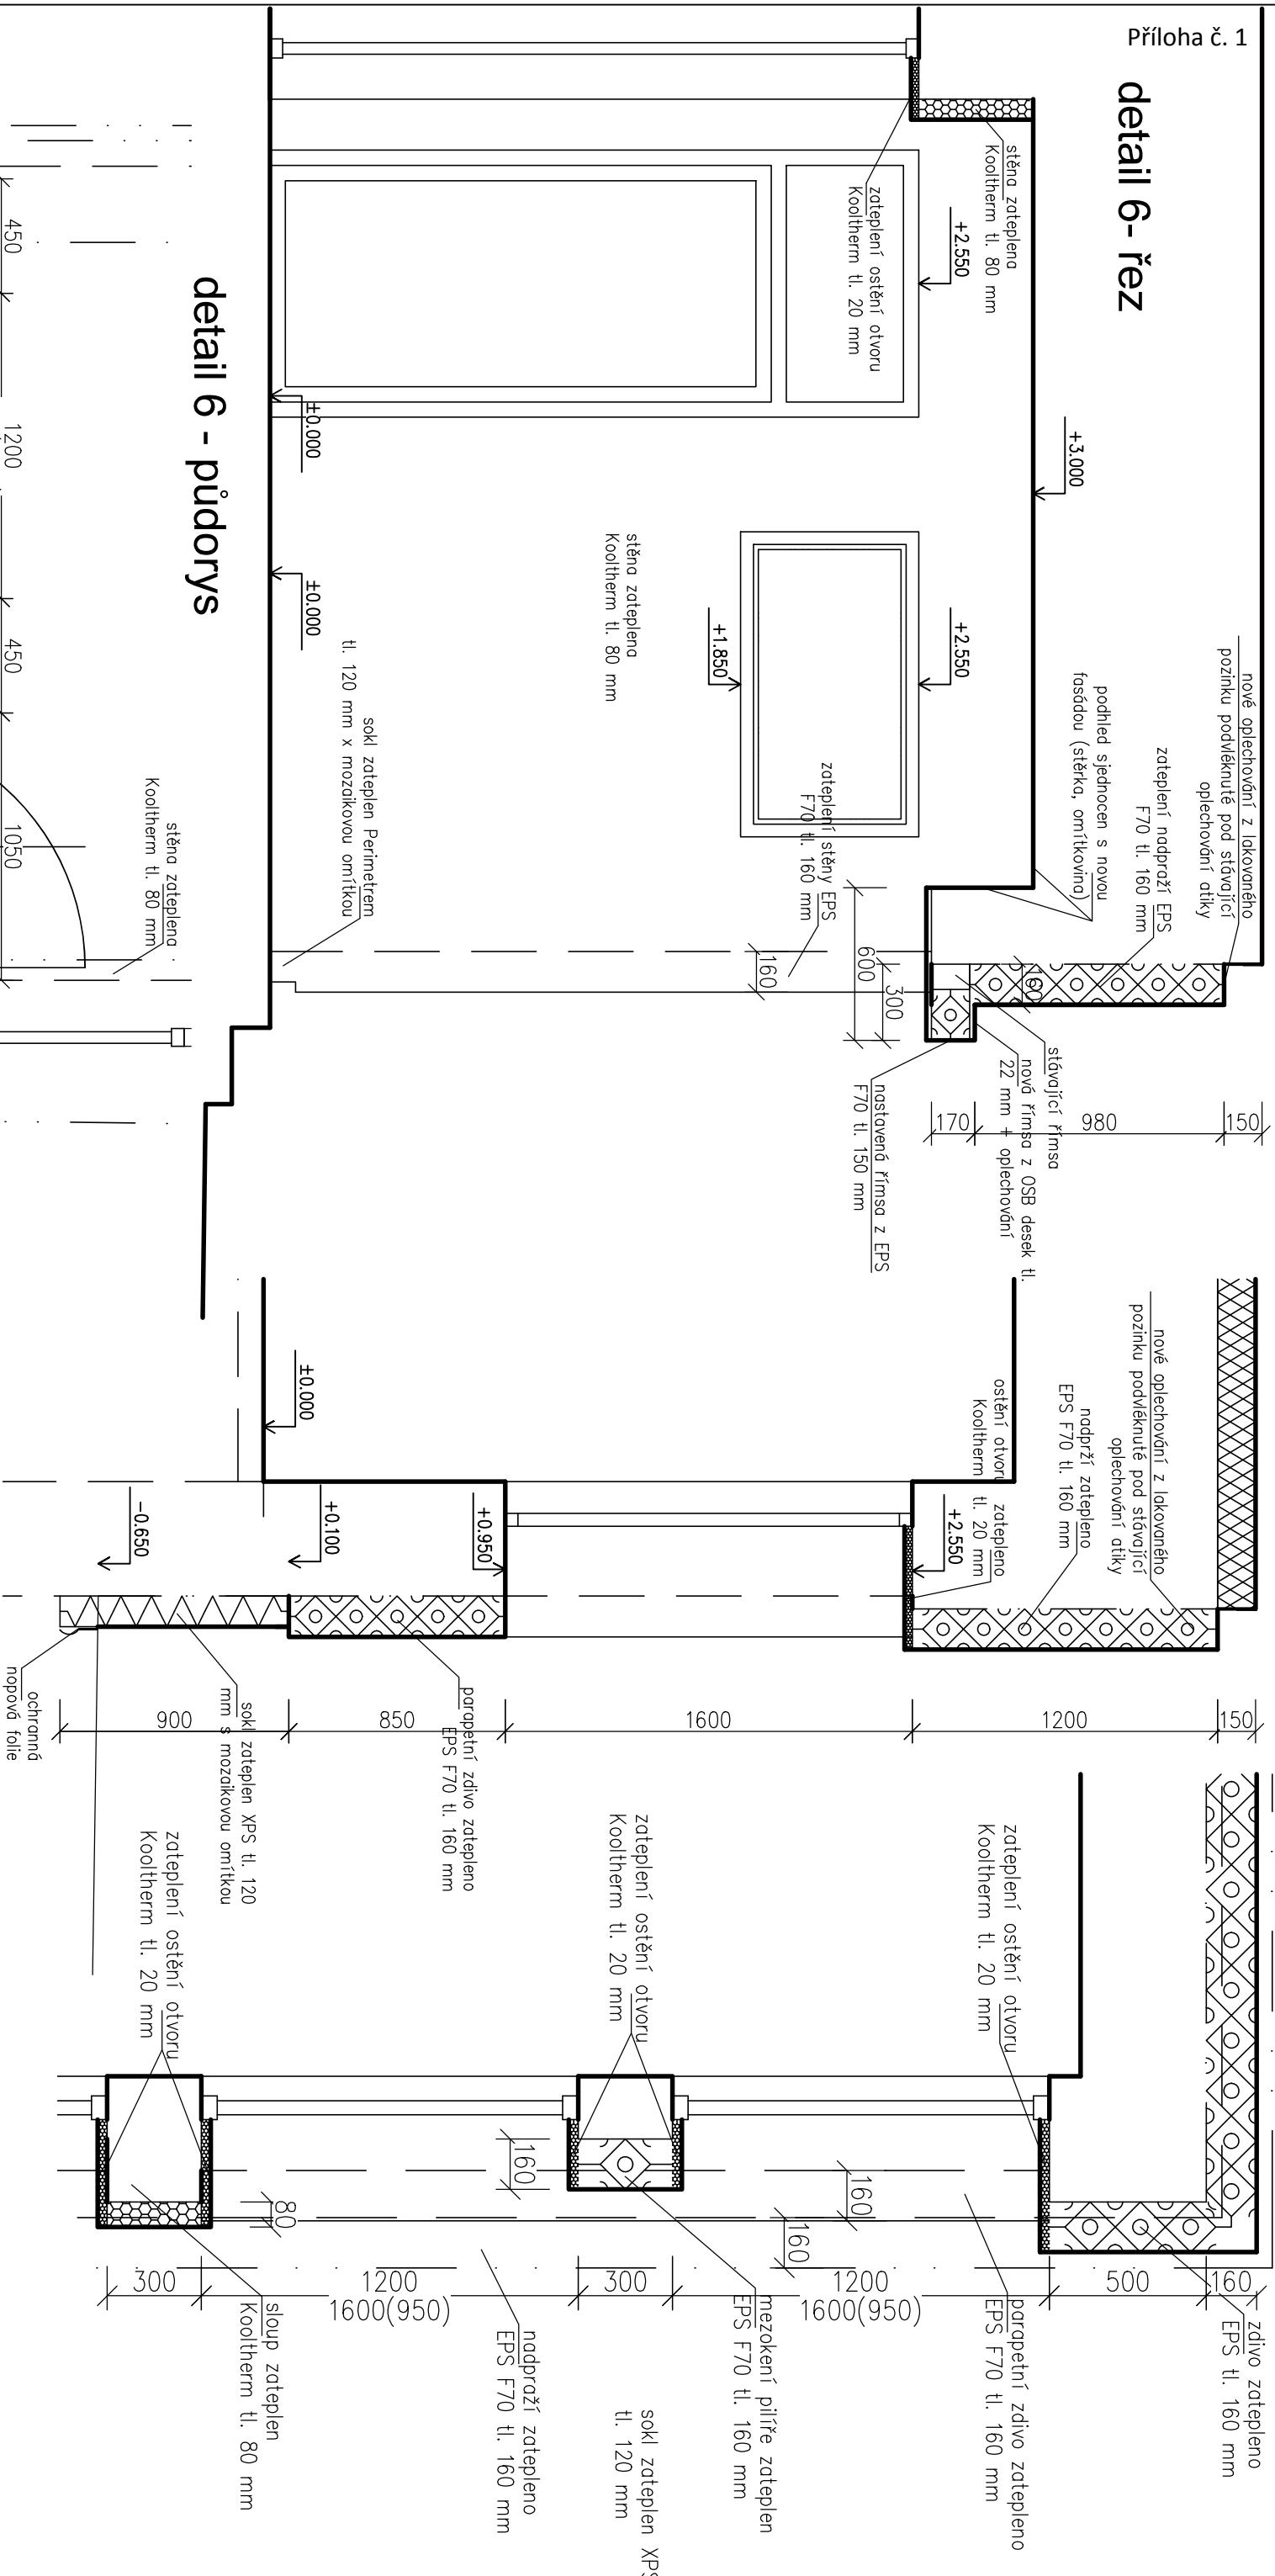 Příloha č. 1
detail 6- řez
stěna zateplena
Kooltherm tl. 80 mm
zateplení ostění otvoru
Kooltherm tl. 20 mm
+2.550
+3.000
±0.000
±0.000
+2.550
+1.850
stěna zateplena
Kooltherm tl. 80 mm
nové oplechování z lakovaného
pozinku podvléknuté pod stávající
oplechování atiky
zateplení nadpraží EPS
F70 tl. 160 mm
podhled sjednocen s novou
fasádou (stěrka, omítkovina)
zateplení stěny EPS
F70 tl. 160 mm
sokl zateplen Perimetrem
tl. 120 mm x mozaikovou omítkou
160
600
300
160
stávající římsa
nová římsa z OSB desek tl.
22 mm + oplechování
nastavená římsa z EPS
F70 tl. 150 mm
150
980
170
detail 6 - půdorys
450
1200
450
1050
stěna zateplena
Kooltherm tl. 80 mm
nové oplechování z lakovaného
pozinku podvléknuté pod stávající
oplechování atiky
nadprží zatepleno
EPS F70 tl. 160 mm
ostění otvoru zatepleno
Kooltherm tl. 20 mm
+2.550
+0.950
±0.000
+0.100
-0.650
150
1200
1600
850
900
parapetní zdivo zatepleno
EPS F70 tl. 160 mm
sokl zateplen XPS tl. 120
mm s mozaikovou omítkou
ochranná
nopová folie
zateplení ostění otvoru
Kooltherm tl. 20 mm
zateplení ostění otvoru
Kooltherm tl. 20 mm
zateplení ostění otvoru
Kooltherm tl. 20 mm
160
160
160
80
160
500
1200
1600(950)
300
1200
1600(950)
300
zdivo zatepleno
EPS tl. 160 mm
parapetní zdivo zatepleno
EPS F70 tl. 160 mm
mezokení pilíře zateplen
EPS F70 tl. 160 mm
sokl zateplen XPS
tl. 120 mm
nadpraží zatepleno
EPS F70 tl. 160 mm
sloup zateplen
Kooltherm tl. 80 mm